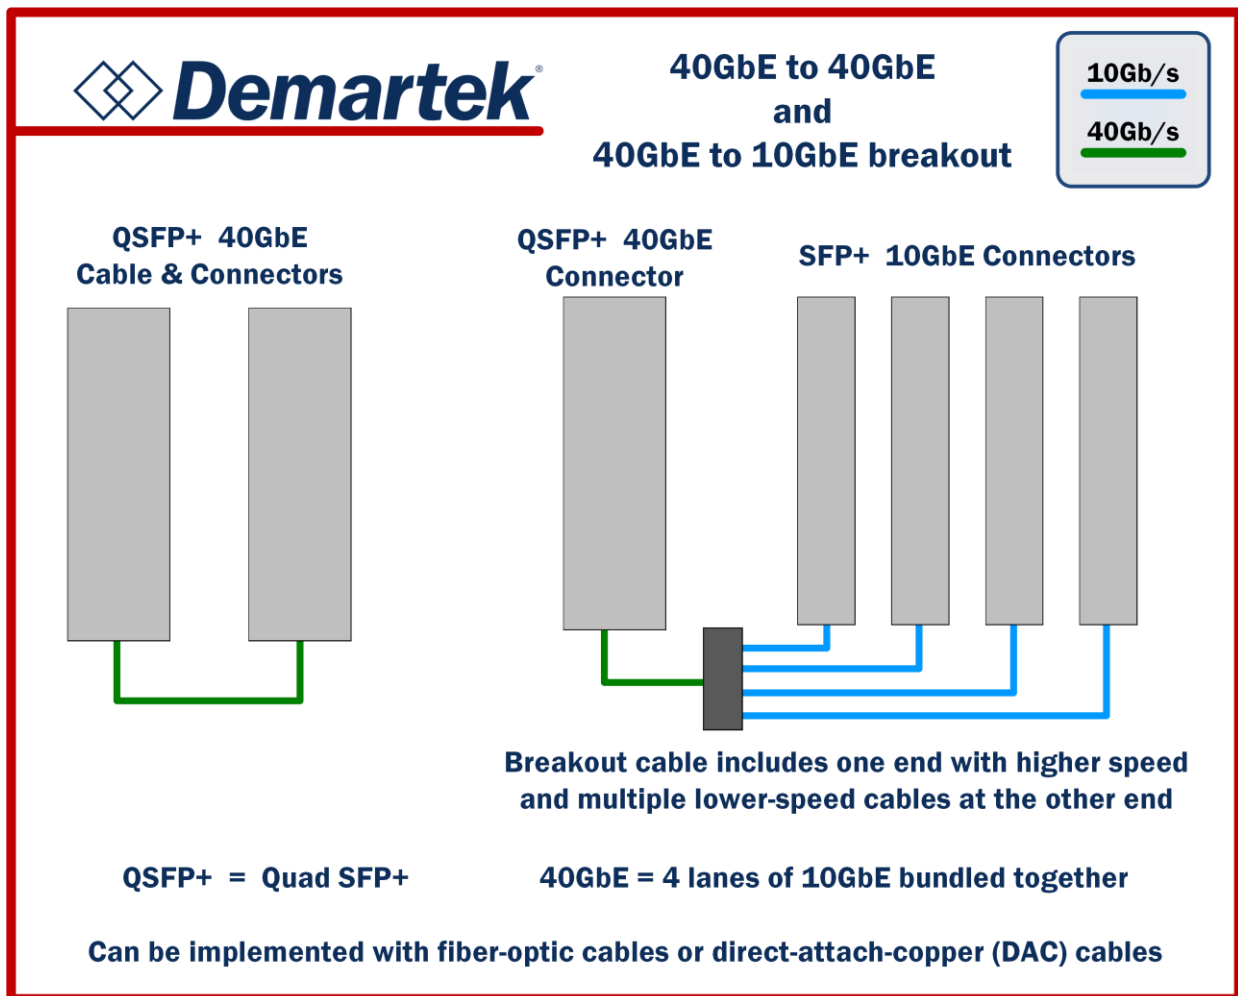 Demartek®
40GbE to 40GbE
and
40GbE to 10GbE breakout
10Gb/s
40Gb/s
QSFP+ 40GbE
Cable & Connectors
QSFP+ 40GbE
Connector
SFP+ 10GbE Connectors
Breakout cable includes one end with higher speed
and multiple lower-speed cables at the other end
QSFP+ = Quad SFP+
40GbE = 4 lanes of 10GbE bundled together
Can be implemented with fiber-optic cables or direct-attach-copper (DAC) cables